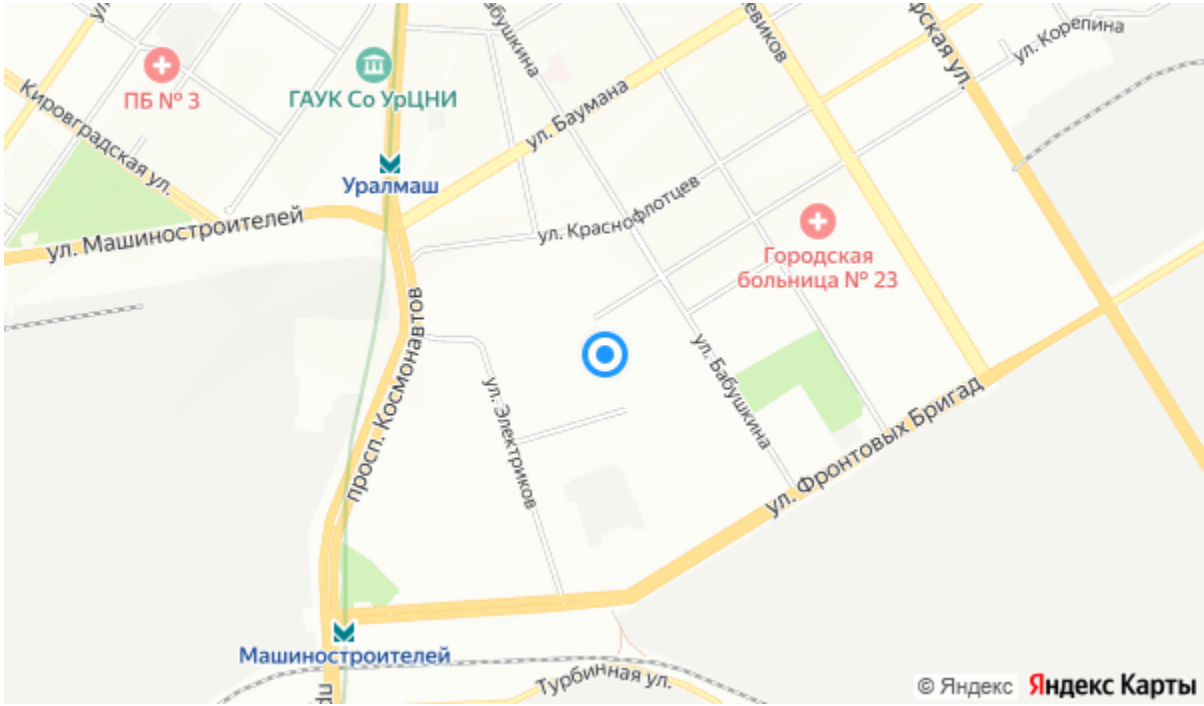 ул. Корепина
ПБ № 3
ГАУК Со УрЦНИ
Кировградская ул.
ул. Баумана
Уралмаш
ул. Машиностроителей
ул. Краснофлотцев
Городская
больница № 23
просп. Космонавтов
ул. Электриков
ул. Бабушкина
ул. Фронтовых Бригад
Машиностроителей
Турбинная ул.
© Яндекс Яндекс Карты